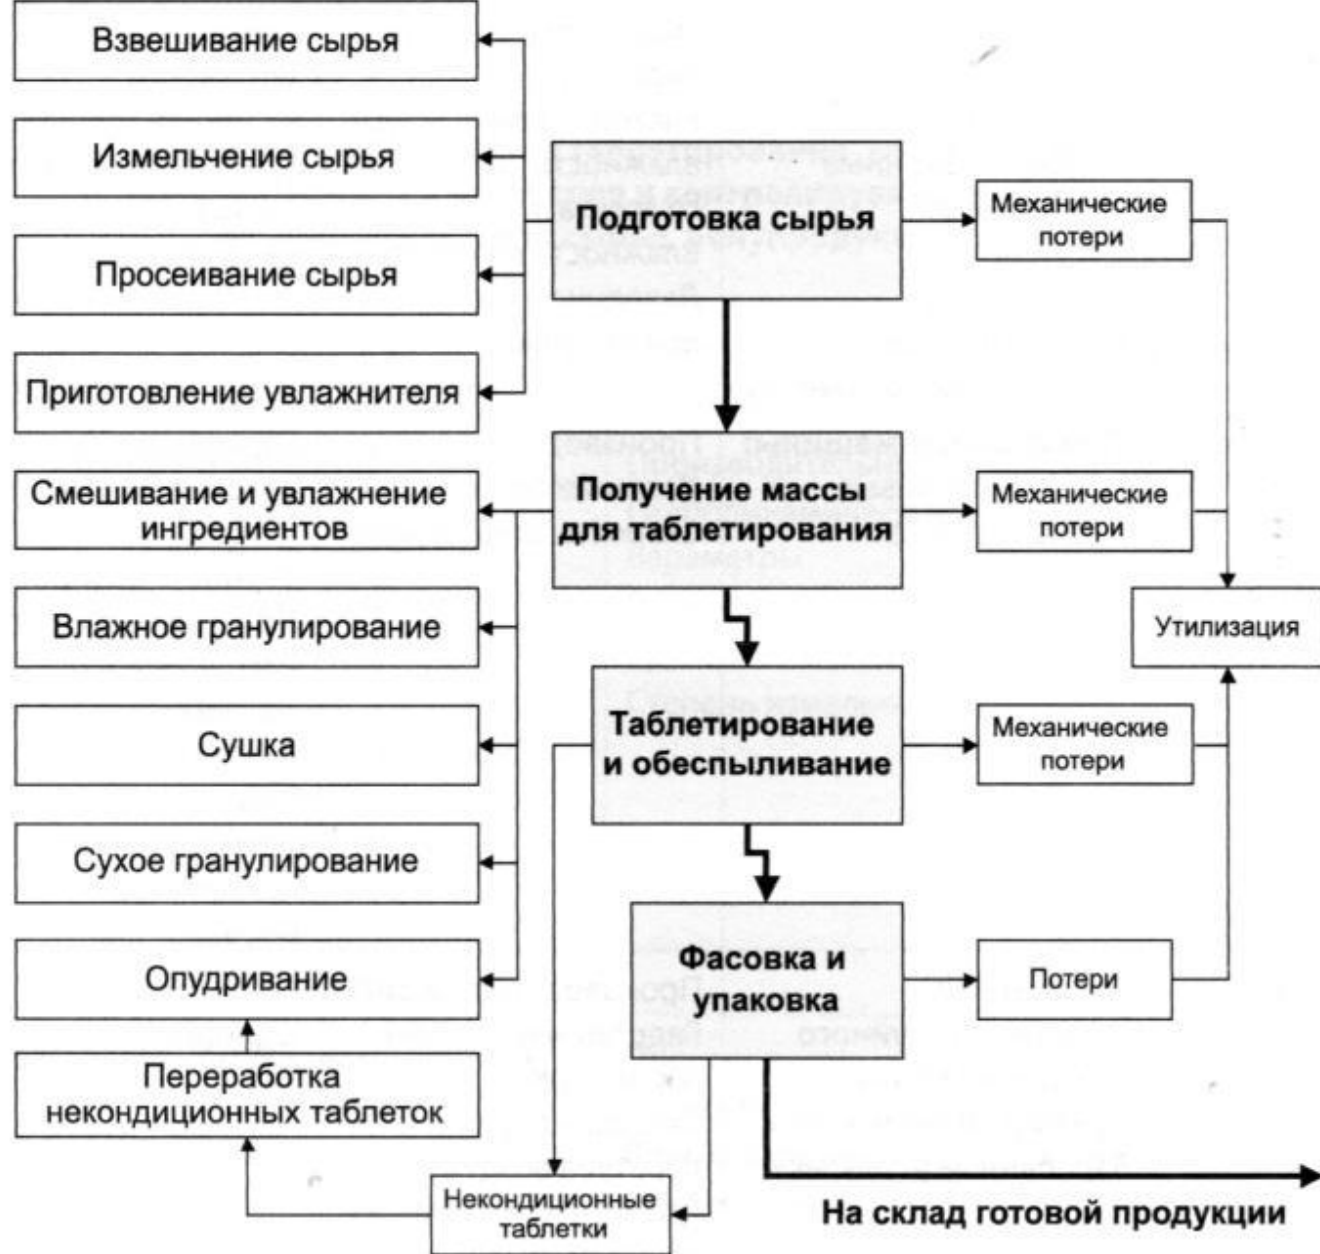 Взвешивание сырья
Измельчение сырья
Просеивание сырья
Приготовление увлажнителя
Смешивание и увлажнение
ингредиентов
Влажное гранулирование
Сушка
Сухое гранулирование
Опудривание
Переработка
некондиционных таблеток
Подготовка сырья
Получение массы
для таблетирования
Таблетирование
и обеспыливание
Фасовка и
упаковка
Некондиционные
таблетки
Механические
потери
Механические
потери
Механические
потери
Потери
Утилизация
На склад готовой продукции